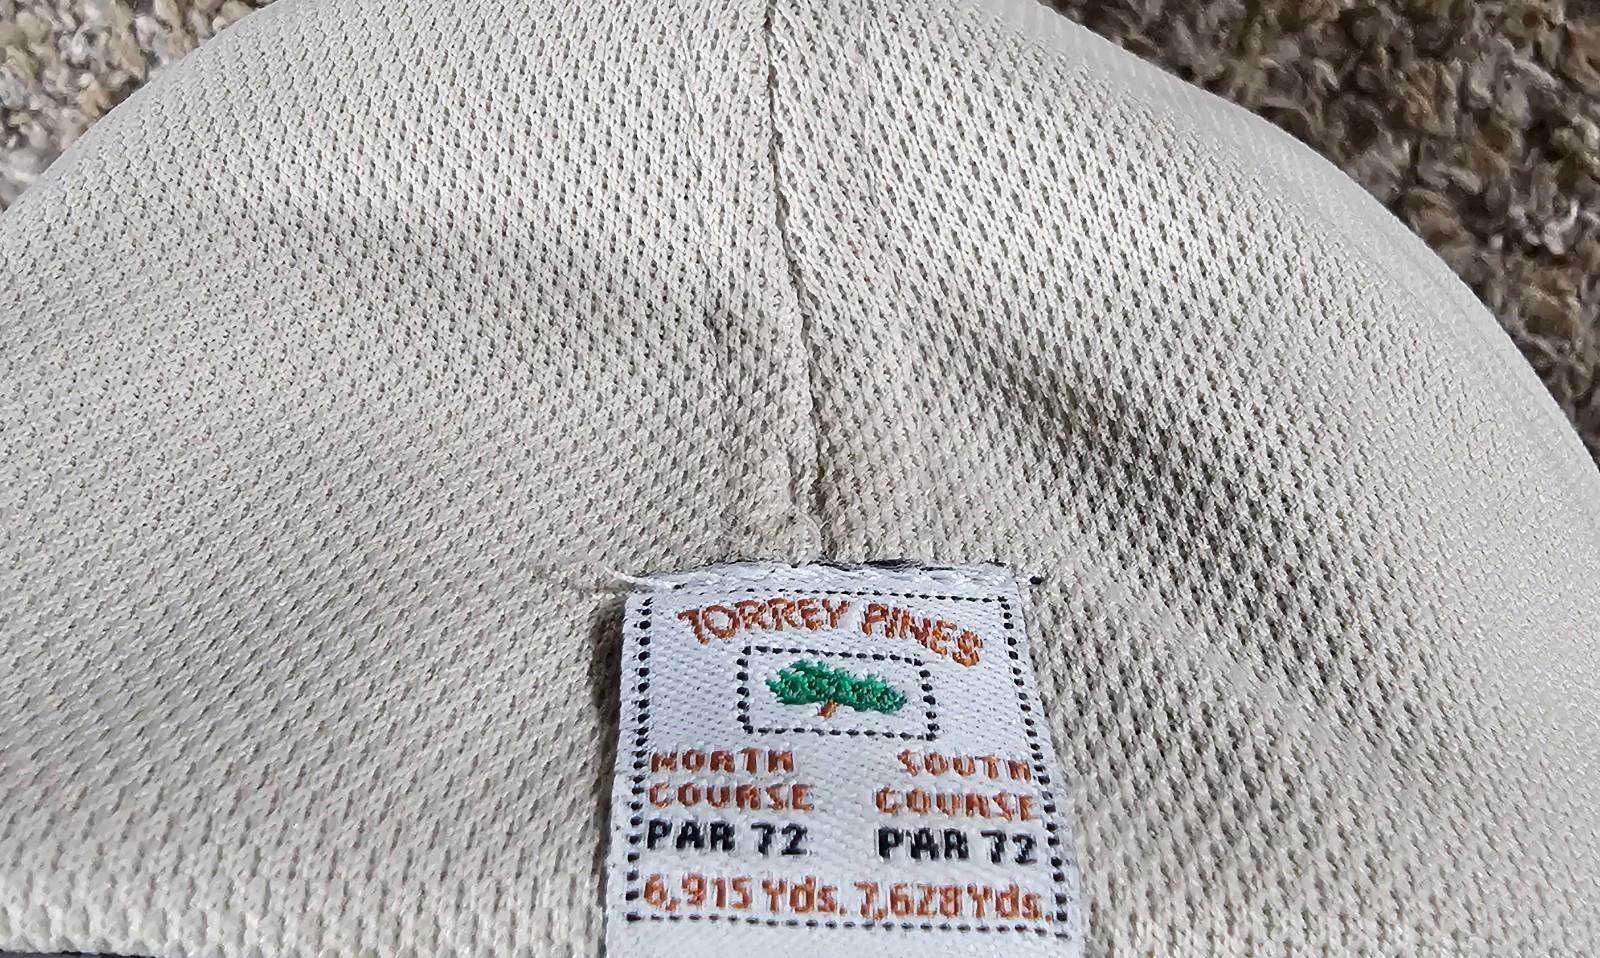 TORREY PINES
NORTH SOUTH
COURSE COURSE
PAR 72 PAR 72
6,915 Yds. 7,628 Yds.